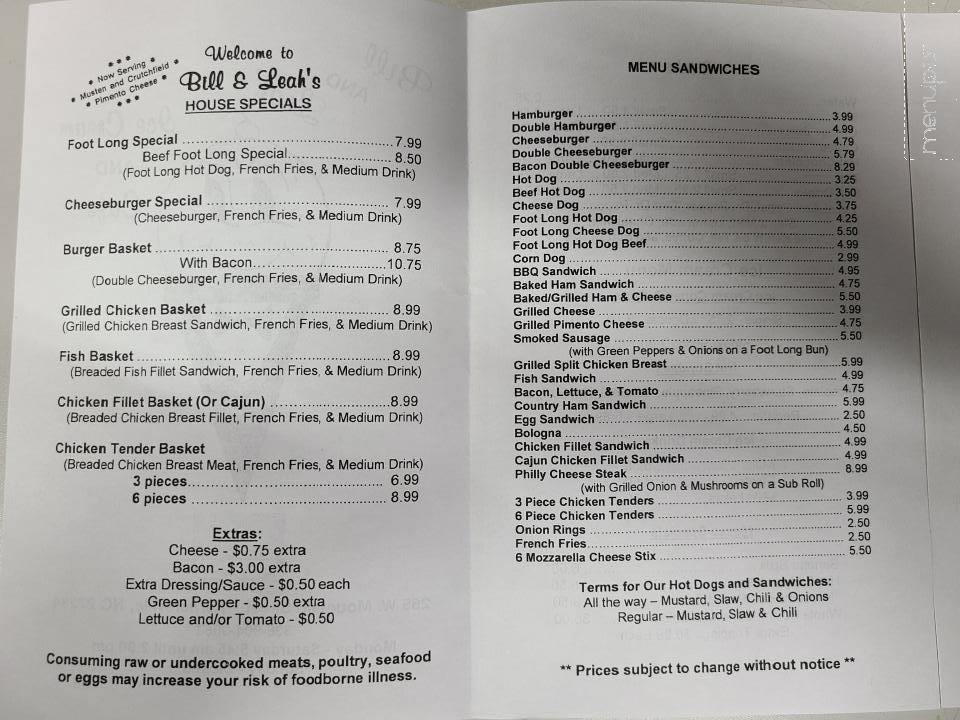 * Now Serving *
* Musten and Crutchfield *
* Pimento Cheese *
Welcome to
Bill & Leah's
HOUSE SPECIALS
Foot Long Special ........ 7.99
Beef Foot Long Special........ 8.50
(Foot Long Hot Dog, French Fries, & Medium Drink)
Cheeseburger Special ........ 7.99
(Cheeseburger, French Fries, & Medium Drink)
Burger Basket ........ 8.75
With Bacon........ 10.75
(Double Cheeseburger, French Fries, & Medium Drink)
Grilled Chicken Basket ........ 8.99
(Grilled Chicken Breast Sandwich, French Fries, & Medium Drink)
Fish Basket ........ 8.99
(Breaded Fish Fillet Sandwich, French Fries, & Medium Drink)
Chicken Fillet Basket (Or Cajun) ........ 8.99
(Breaded Chicken Breast Fillet, French Fries, & Medium Drink)
Chicken Tender Basket
(Breaded Chicken Breast Meat, French Fries, & Medium Drink)
3 pieces........ 6.99
6 pieces ........ 8.99
Extras:
Cheese - $0.75 extra
Bacon - $3.00 extra
Extra Dressing/Sauce - $0.50 each
Green Pepper - $0.50 extra
Lettuce and/or Tomato - $0.50
Consuming raw or undercooked meats, poultry, seafood
or eggs may increase your risk of foodborne illness.
MENU SANDWICHES
Hamburger ........ 3.99
Double Hamburger ........ 4.99
Cheeseburger ........ 4.79
Double Cheeseburger ........ 5.79
Bacon Double Cheeseburger ........ 8.29
Hot Dog ........ 3.25
Beef Hot Dog ........ 3.50
Cheese Dog ........ 3.75
Foot Long Hot Dog ........ 4.25
Foot Long Cheese Dog ........ 5.50
Foot Long Hot Dog Beef........ 4.99
Corn Dog ........ 2.99
BBQ Sandwich ........ 4.95
Baked Ham Sandwich ........ 4.75
Baked/Grilled Ham & Cheese ........ 5.50
Grilled Cheese ........ 3.99
Grilled Pimento Cheese ........ 4.75
Smoked Sausage ........ 5.50
(with Green Peppers & Onions on a Foot Long Bun)
Grilled Split Chicken Breast ........ 5.99
Fish Sandwich ........ 4.99
Bacon, Lettuce, & Tomato ........ 4.75
Country Ham Sandwich ........ 5.99
Egg Sandwich ........ 2.50
Bologna ........ 4.50
Chicken Fillet Sandwich ........ 4.99
Cajun Chicken Fillet Sandwich ........ 4.99
Philly Cheese Steak ........ 8.99
(with Grilled Onion & Mushrooms on a Sub Roll)
3 Piece Chicken Tenders ........ 3.99
6 Piece Chicken Tenders ........ 5.99
Onion Rings ........ 2.50
French Fries........ 2.50
6 Mozzarella Cheese Stix ........ 5.50
Terms for Our Hot Dogs and Sandwiches:
All the way – Mustard, Slaw, Chili & Onions
Regular – Mustard, Slaw & Chili
** Prices subject to change without notice **
menupix